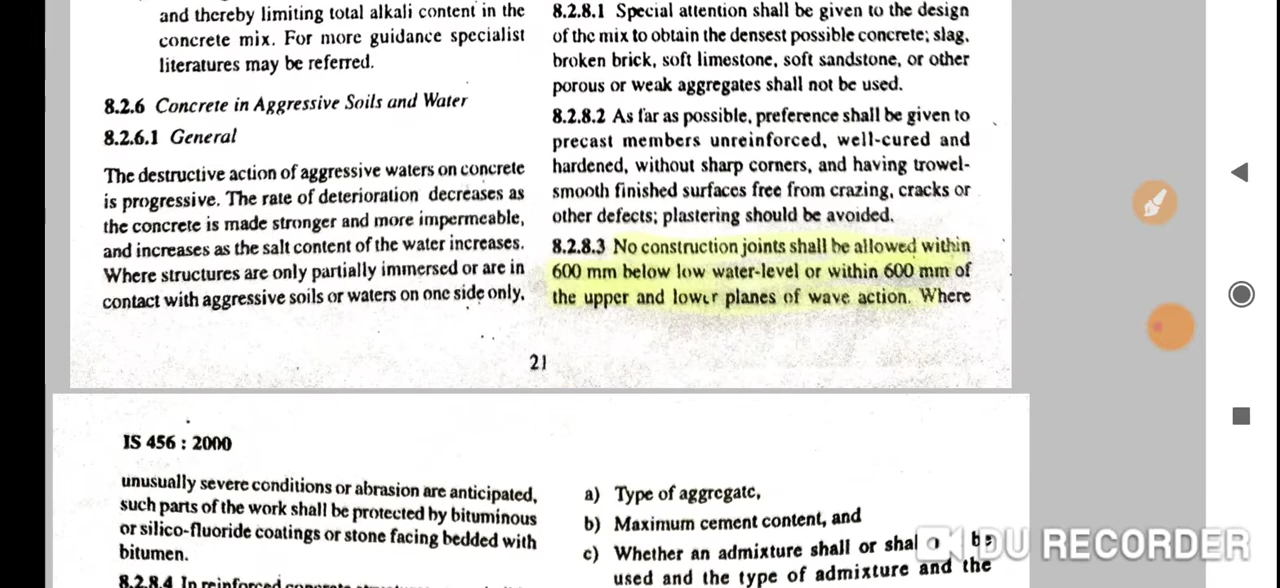 and thereby limiting total alkali content in the
concrete mix. For more guidance specialist
literatures may be referred.
8.2.6 Concrete in Aggressive Soils and Water
8.2.6.1 General
The destructive action of aggressive waters on concrete
is progressive. The rate of deterioration decreases as
the concrete is made stronger and more impermeable,
and increases as the salt content of the water increases.
Where structures are only partially immersed or are in
contact with aggressive soils or waters on one side only,
8.2.8.1 Special attention shall be given to the design
of the mix to obtain the densest possible concrete; slag,
broken brick, soft limestone, soft sandstone, or other
porous or weak aggregates shall not be used.
8.2.8.2 As far as possible, preference shall be given to
precast members unreinforced, well-cured and
hardened, without sharp corners, and having trowel-
smooth finished surfaces free from crazing, cracks or
other defects; plastering should be avoided.
8.2.8.3 No construction joints shall be allowed within
600 mm below low water-level or within 600 mm of
the upper and lower planes of wave action. Where
21
IS 456 : 2000
unusually severe conditions or abrasion are anticipated,
such parts of the work shall be protected by bituminous
or silico-fluoride coatings or stone facing bedded with
bitumen.
8.2.8.4 In reinforced concrete structures
a) Type of aggregate,
b) Maximum cement content, and
c) Whether an admixture shall or shal be
used and the type of admixture and the
DU RECORDER